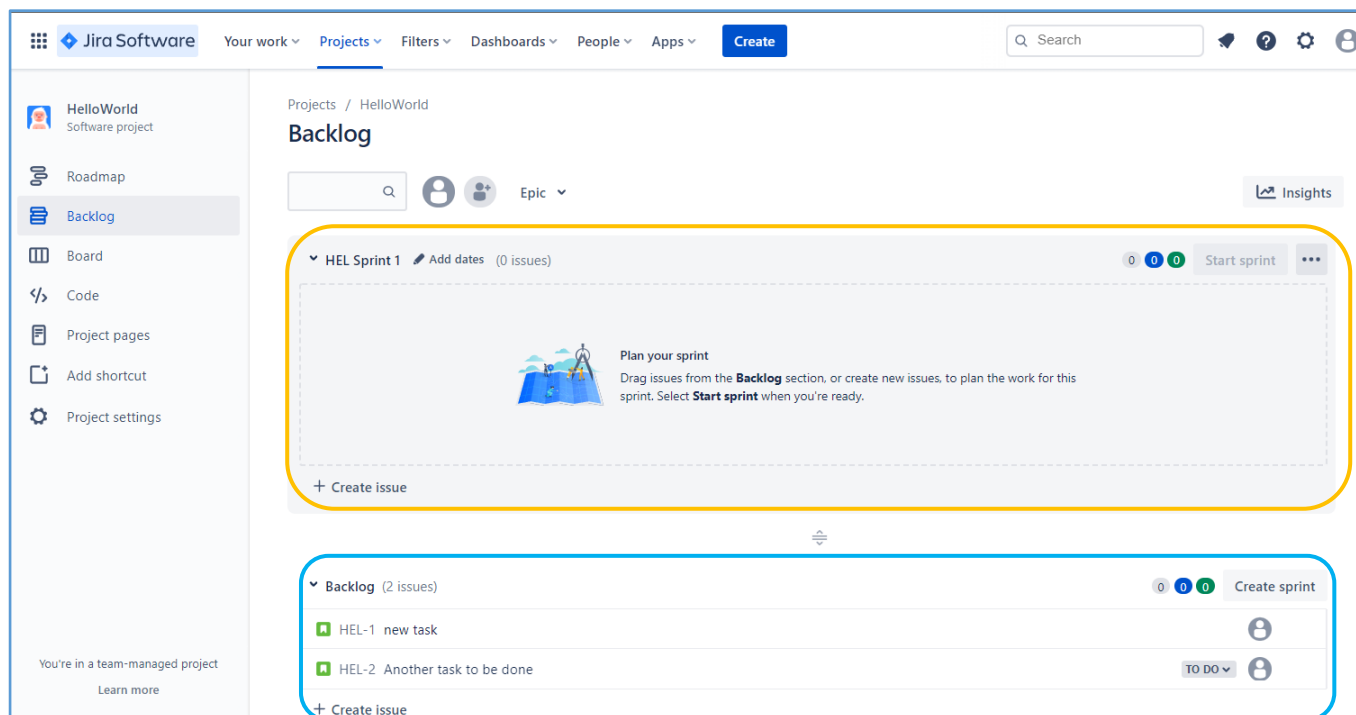 Jira Software Your work Projects Filters Dashboards People Apps Create Search
HelloWorld
Software project
Roadmap
Backlog
Board
Code
Project pages
Add shortcut
Project settings
You're in a team-managed project
Learn more
Projects / HelloWorld
Backlog
Epic Insights
HEL Sprint 1 Add dates (0 issues) 0 0 0 Start sprint
Plan your sprint
Drag issues from the Backlog section, or create new issues, to plan the work for this
sprint. Select Start sprint when you're ready.
+ Create issue
Backlog (2 issues) 0 0 0 Create sprint
HEL-1 new task
HEL-2 Another task to be done TO DO
+ Create issue